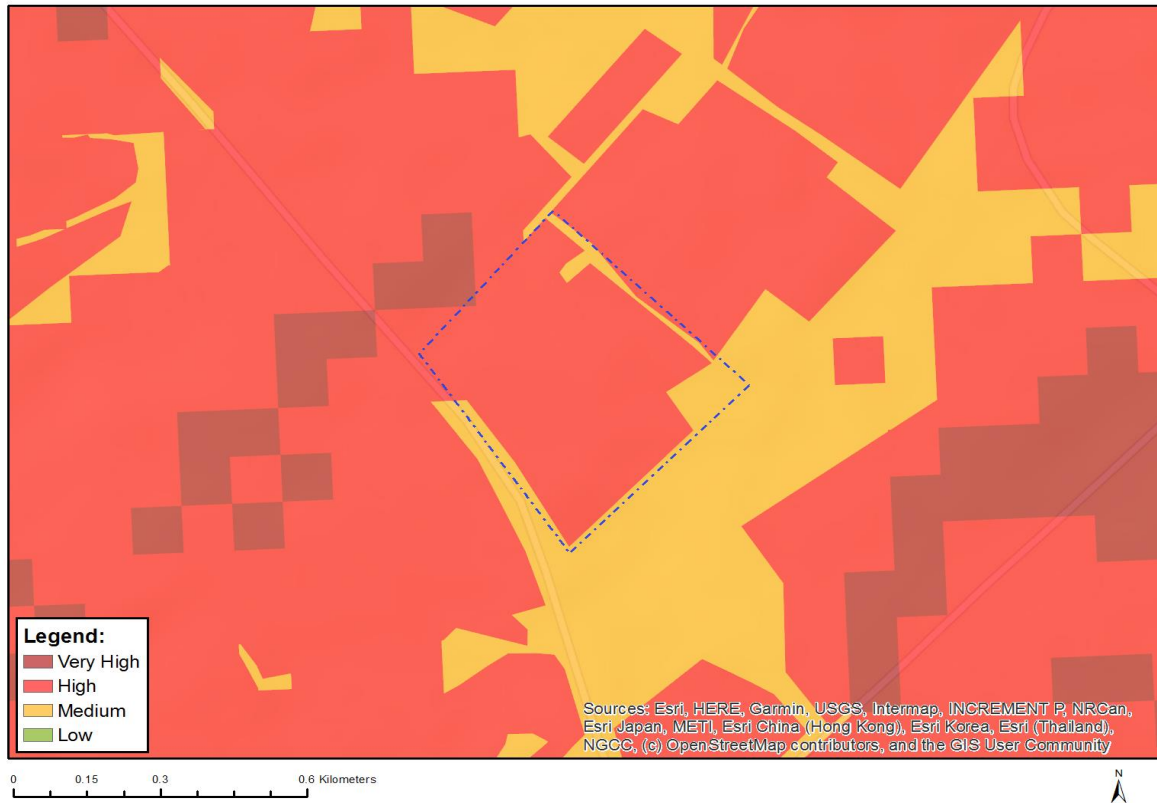 Legend:
Very High
High
Medium
Low
Sources: Esri, HERE, Garmin, USGS, Intermap, INCREMENT P, NRCan,
Esri Japan, METI, Esri China (Hong Kong), Esri Korea, Esri (Thailand),
NGCC, (c) OpenStreetMap contributors, and the GIS User Community
0 0.15 0.3 0.6 Kilometers
N